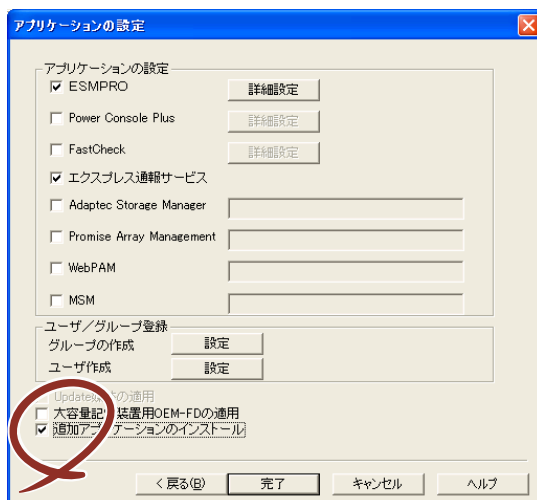 アプリケーションの設定
アプリケーションの設定
ESMPRO
詳細設定
Power Console Plus
詳細設定
FastCheck
詳細設定
エクスプレス通報サービス
Adaptec Storage Manager
Promise Array Management
WebPAM
MSM
ユーザ/グループ登録
グループの作成
設定
ユーザ作成
設定
Update の適用
大容量記 装置用OEM-FDの適用
追加アプリケーションのインストール
< 戻る(B)
完了
キャンセル
ヘルプ